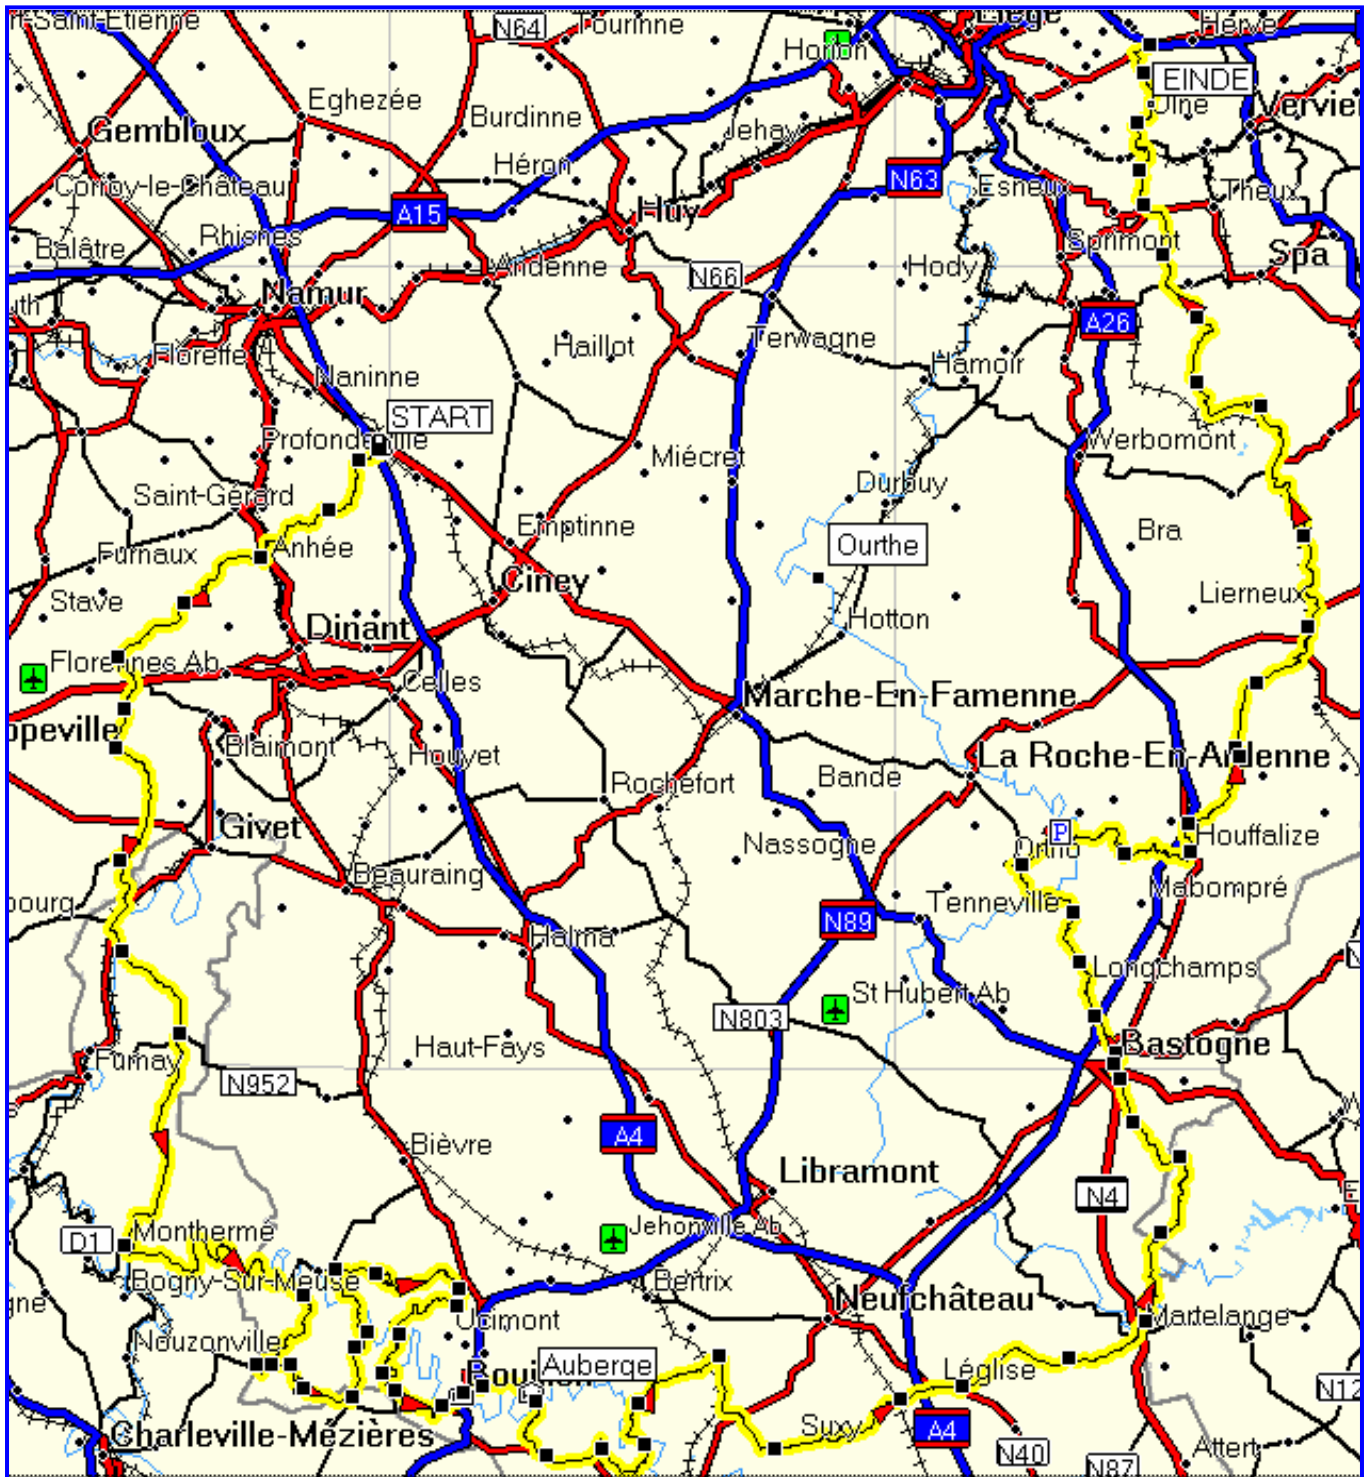 N64
Tourinne
Liège
Herve
Horion
EINDE
Eghezée
Burdinne
Olne
Gembloux
Jehay
Héron
N63
Esneux
Theux
Corroy-le-Château
A15
Huy
Rhisnes
Balâtre
Sprimont
Spa
Andenne
N66
Hody
Namur
A26
Terwagne
Floreffe
Haillot
Hamoir
Naninne
START
Profondeville
Werbomont
Miécret
Durbuy
Saint-Gérard
Emptinne
Bra
Ourthe
Furnaux
Anhée
Ciney
Stave
Lierneux
Hotton
Dinant
Florennes Ab
Celles
Marche-En-Famenne
Blaimont
Houyet
La Roche-En-Ardenne
Rochefort
Bande
Givet
P
Houffalize
Nassogne
Ortho
Beauraing
Mabompré
Tenneville
N89
Halma
Longchamps
St Hubert Ab
N803
Bastogne
Haut-Fays
Fumay
N952
A4
Bièvre
Libramont
N4
Monthermé
D1
Jehonville Ab
Bogny-Sur-Meuse
Bertrix
Neufchâteau
Ucimont
Martelange
Nouzonville
Auberge
Bouillon
Léglise
N12
Suxy
Charleville-Mézières
A4
N40
Attert
N87